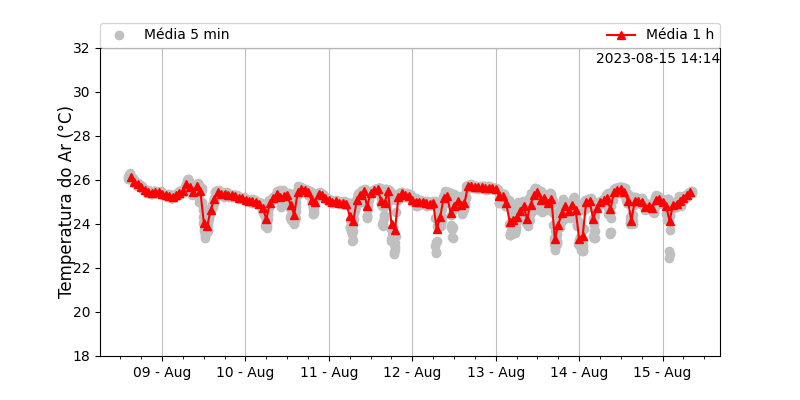 Média 5 min
Média 1 h
2023-08-15 14:14
Temperatura do Ar (°C)
32
30
28
26
24
22
20
18
09 - Aug
10 - Aug
11 - Aug
12 - Aug
13 - Aug
14 - Aug
15 - Aug